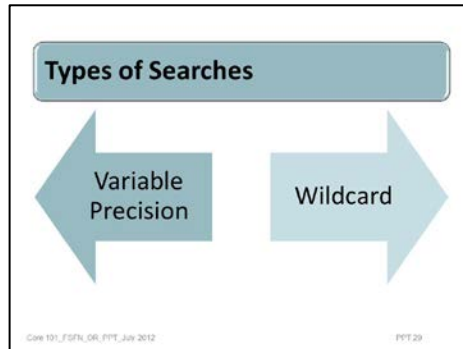 Types of Searches
Variable
Precision
Wildcard
Core 101_FSFN_OR_PPT_July 2012
PPT 29